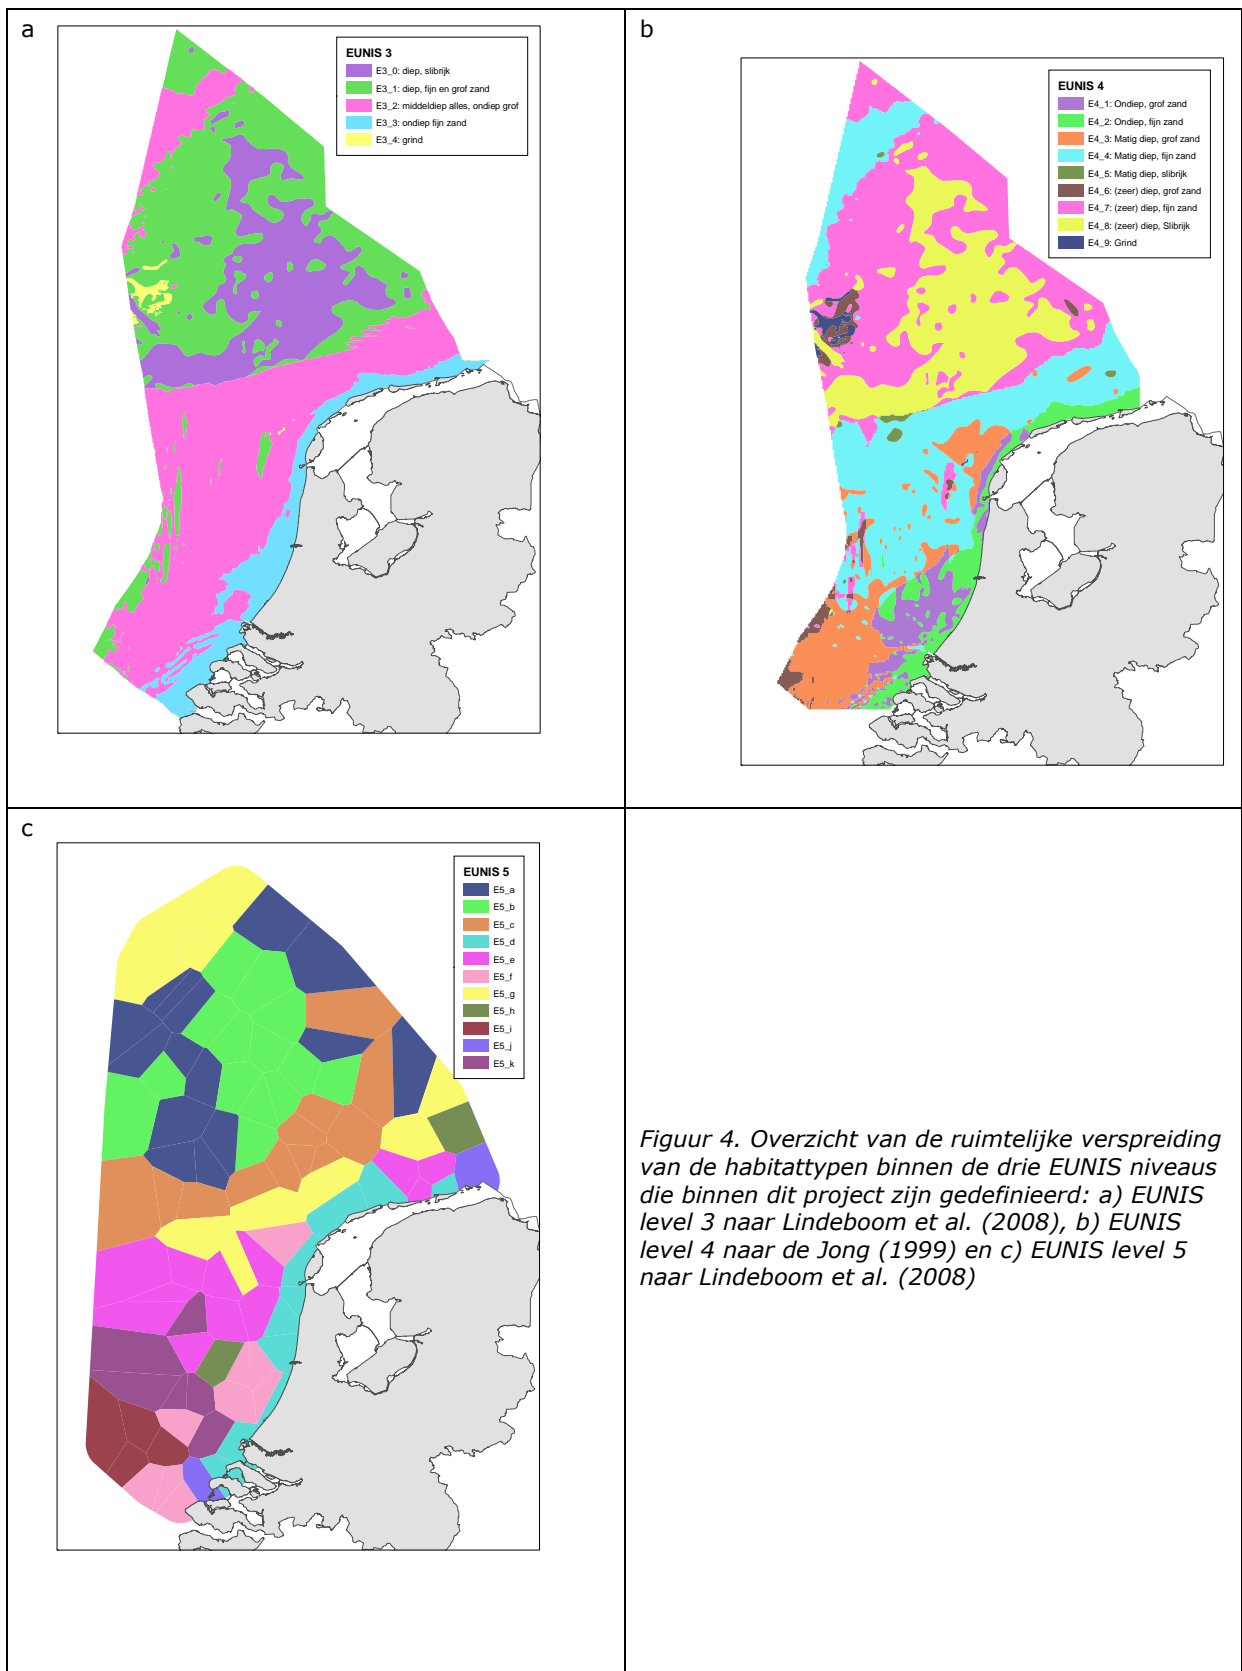 a
EUNIS 3
E3_0: diep, slibrijk
E3_1: diep, fijn en grof zand
E3_2: middeldiep alles, ondiep grof
E3_3: ondiep fijn zand
E3_4: grind
b
EUNIS 4
E4_1: Ondiep, grof zand
E4_2: Ondiep, fijn zand
E4_3: Matig diep, grof zand
E4_4: Matig diep, fijn zand
E4_5: Matig diep, slibrijk
E4_6: (zeer) diep, grof zand
E4_7: (zeer) diep, fijn zand
E4_8: (zeer) diep, Slibrijk
E4_9: Grind
c
EUNIS 5
E5_a
E5_b
E5_c
E5_d
E5_e
E5_f
E5_g
E5_h
E5_i
E5_j
E5_k
Figuur 4. Overzicht van de ruimtelijke verspreiding
van de habitattypen binnen de drie EUNIS niveaus
die binnen dit project zijn gedefinieerd: a) EUNIS
level 3 naar Lindeboom et al. (2008), b) EUNIS
level 4 naar de Jong (1999) en c) EUNIS level 5
naar Lindeboom et al. (2008)